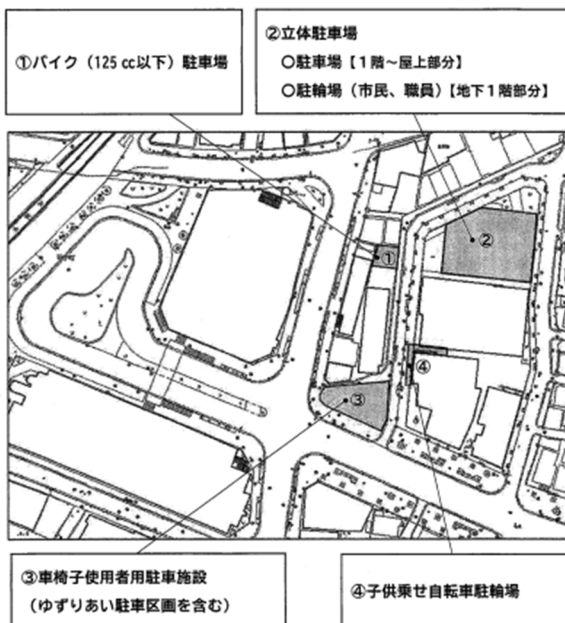 ①バイク（125 cc以下）駐車場
②立体駐車場
〇駐車場【１階～屋上部分】
〇駐輪場（市民、職員）【地下１階部分】
①
②
④
③
③車椅子使用者用駐車施設
（ゆずりあい駐車区画を含む）
④子供乗せ自転車駐輪場